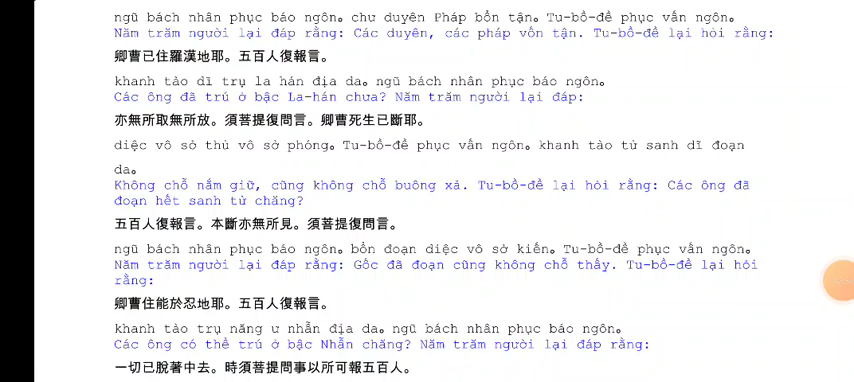 ngũ bách nhân phục báo ngôn。chư duyên Pháp bổn tận。Tu-bồ-đề phục vấn ngôn。
Năm trăm người lại đáp rằng: Các duyên, các pháp vốn tận. Tu-bồ-đề lại hỏi rằng:
卿曹已住羅漢地耶。五百人復報言。
khanh tào dĩ trụ la hán địa da。ngũ bách nhân phục báo ngôn。
Các ông đã trú ở bậc La-hán chưa? Năm trăm người lại đáp:
亦無所取無所放。須菩提復問言。卿曹死生已斷耶。
diệc vô sở thủ vô sở phóng。Tu-bồ-đề phục vấn ngôn。khanh tào tử sanh dĩ đoạn
da。
Không chỗ nắm giữ, cũng không chỗ buông xả. Tu-bồ-đề lại hỏi rằng: Các ông đã
đoạn hết sanh tử chăng?
五百人復報言。本斷亦無所見。須菩提復問言。
ngũ bách nhân phục báo ngôn。bổn đoạn diệc vô sở kiến。Tu-bồ-đề phục vấn ngôn。
Năm trăm người lại đáp rằng: Gốc đã đoạn cũng không chỗ thấy. Tu-bồ-đề lại hỏi
rằng:
卿曹住能於忍地耶。五百人復報言。
khanh tào trụ năng ư nhẫn địa da。ngũ bách nhân phục báo ngôn。
Các ông có thể trú ở bậc Nhẫn chăng? Năm trăm người lại đáp rằng:
一切已脫著中去。時須菩提問事以所可報五百人。